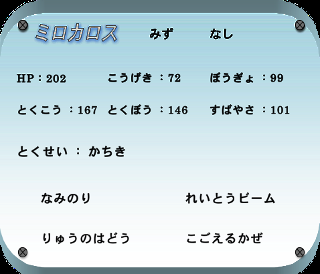 ミロカロス みず なし
HP：202 こうげき：72 ぼうぎょ：99
とくこう：167 とくぼう：146 すばやさ：101
とくせい： かちき
なみのり れいとうビーム
りゅうのはどう こごえるかぜ